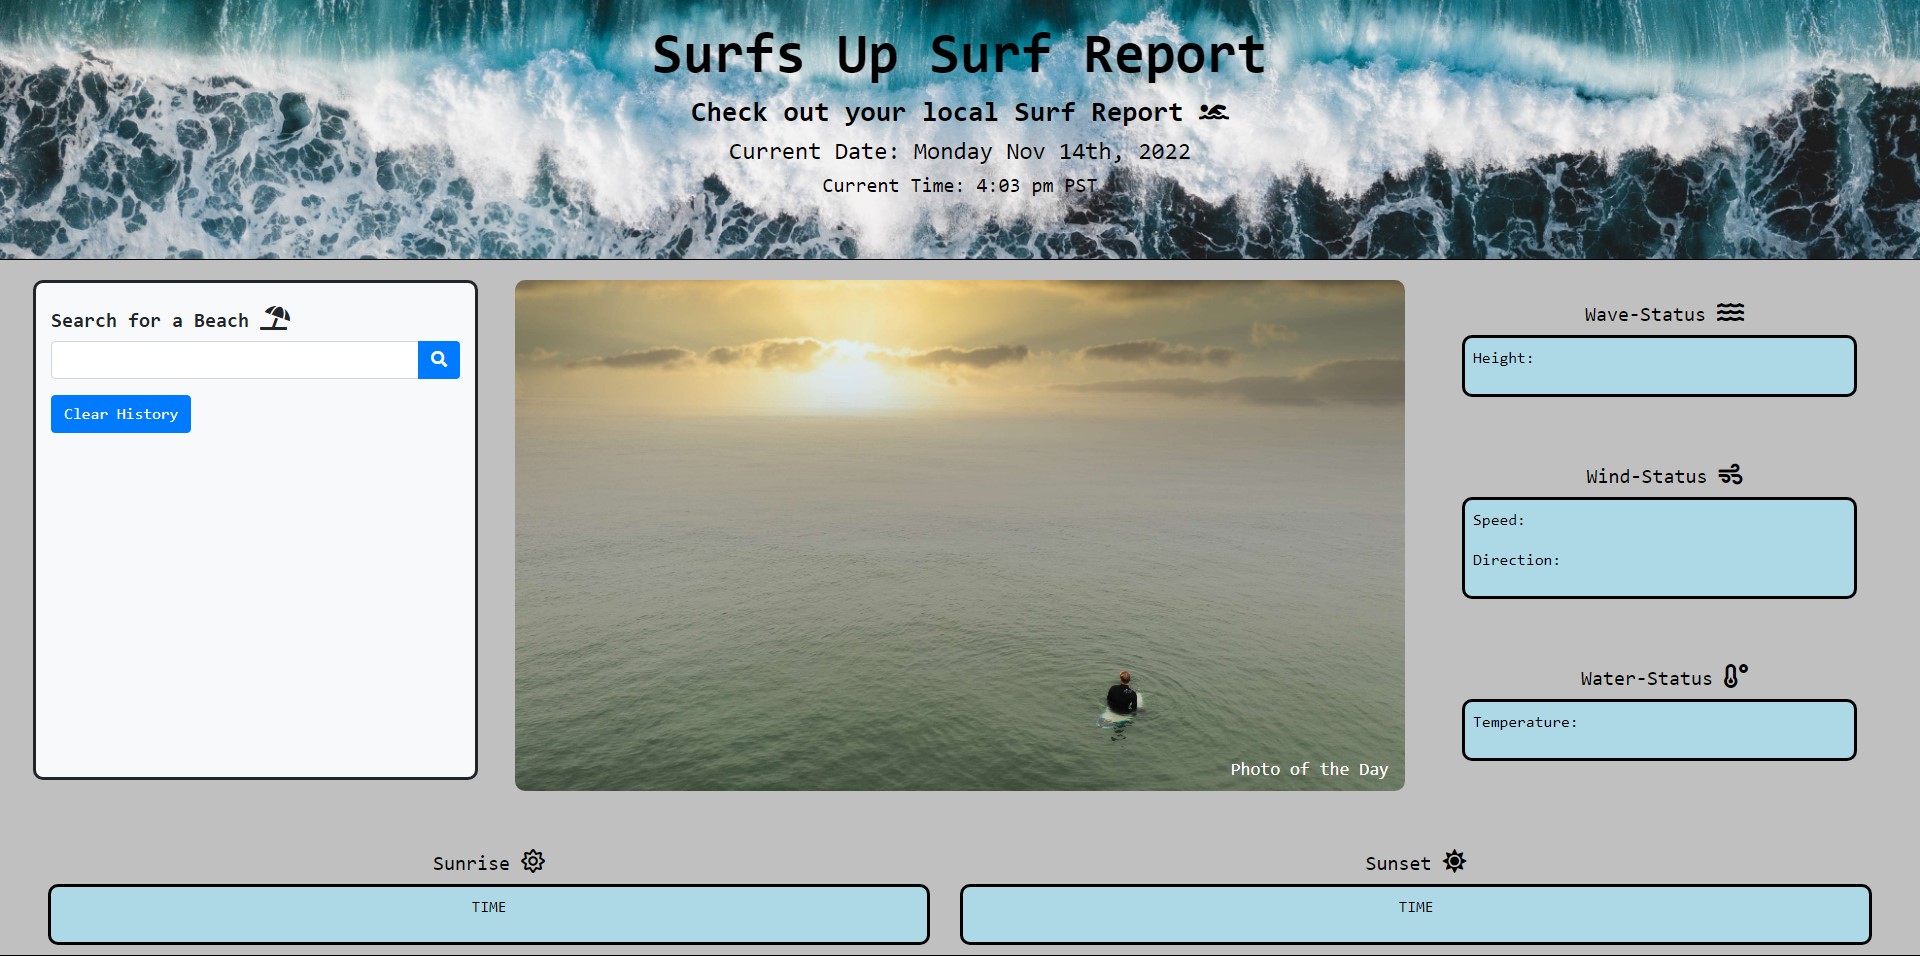 Surfs Up Surf Report
Check out your local Surf Report
Current Date: Monday Nov 14th, 2022
Current Time: 4:03 pm PST
Search for a Beach
Clear History
Photo of the Day
Wave-Status
Height:
Wind-Status
Speed:
Direction:
Water-Status
Temperature:
Sunrise
TIME
Sunset
TIME